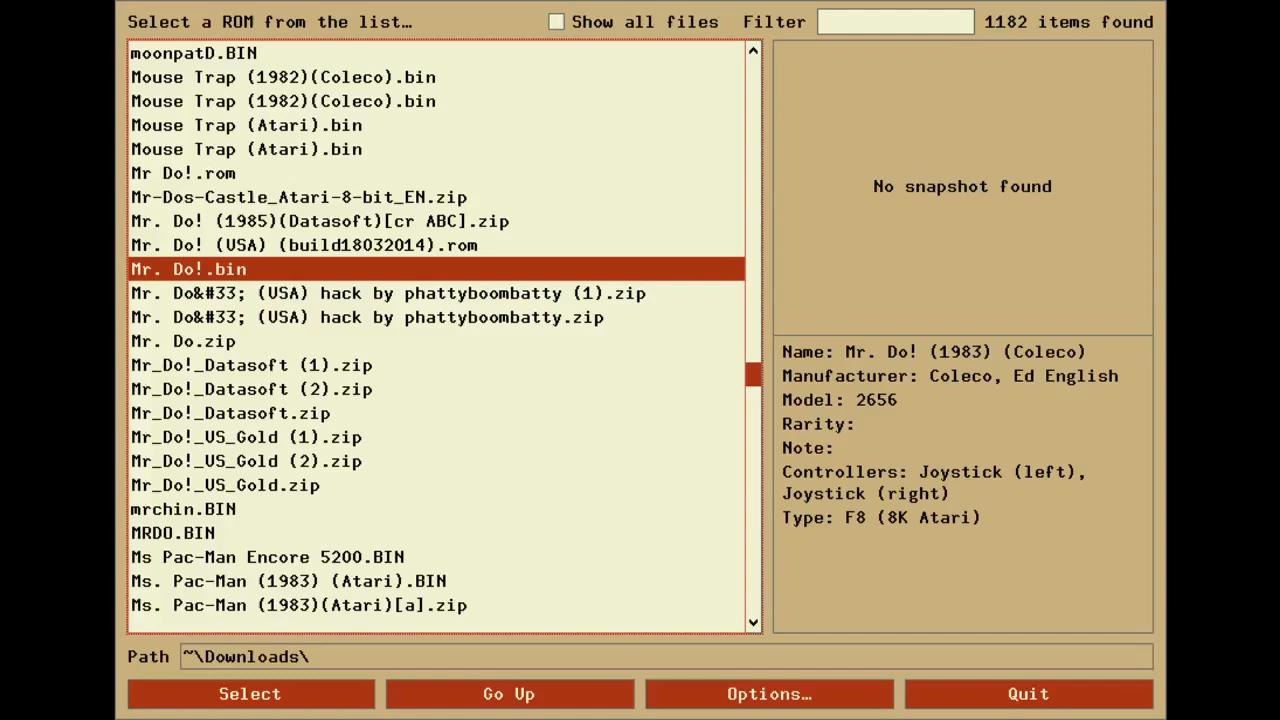 Select a ROM from the list…
Show all files
Filter
1182 items found
moonpatD.BIN
Mouse Trap (1982)(Coleco).bin
Mouse Trap (1982)(Coleco).bin
Mouse Trap (Atari).bin
Mouse Trap (Atari).bin
Mr Do!.rom
Mr-Dos-Castle_Atari-8-bit_EN.zip
Mr. Do! (1985)(Datasoft)[cr ABC].zip
Mr. Do! (USA) (build18032014).rom
Mr. Do!.bin
Mr. Do&#33; (USA) hack by phattyboombatty (1).zip
Mr. Do&#33; (USA) hack by phattyboombatty.zip
Mr. Do.zip
Mr_Do!_Datasoft (1).zip
Mr_Do!_Datasoft (2).zip
Mr_Do!_Datasoft.zip
Mr_Do!_US_Gold (1).zip
Mr_Do!_US_Gold (2).zip
Mr_Do!_US_Gold.zip
mrchin.BIN
MRDO.BIN
Ms Pac-Man Encore 5200.BIN
Ms. Pac-Man (1983) (Atari).BIN
Ms. Pac-Man (1983)(Atari)[a].zip
No snapshot found
Name: Mr. Do! (1983) (Coleco)
Manufacturer: Coleco, Ed English
Model: 2656
Rarity:
Note:
Controllers: Joystick (left),
Joystick (right)
Type: F8 (8K Atari)
Path ~\Downloads\
Select
Go Up
Options…
Quit